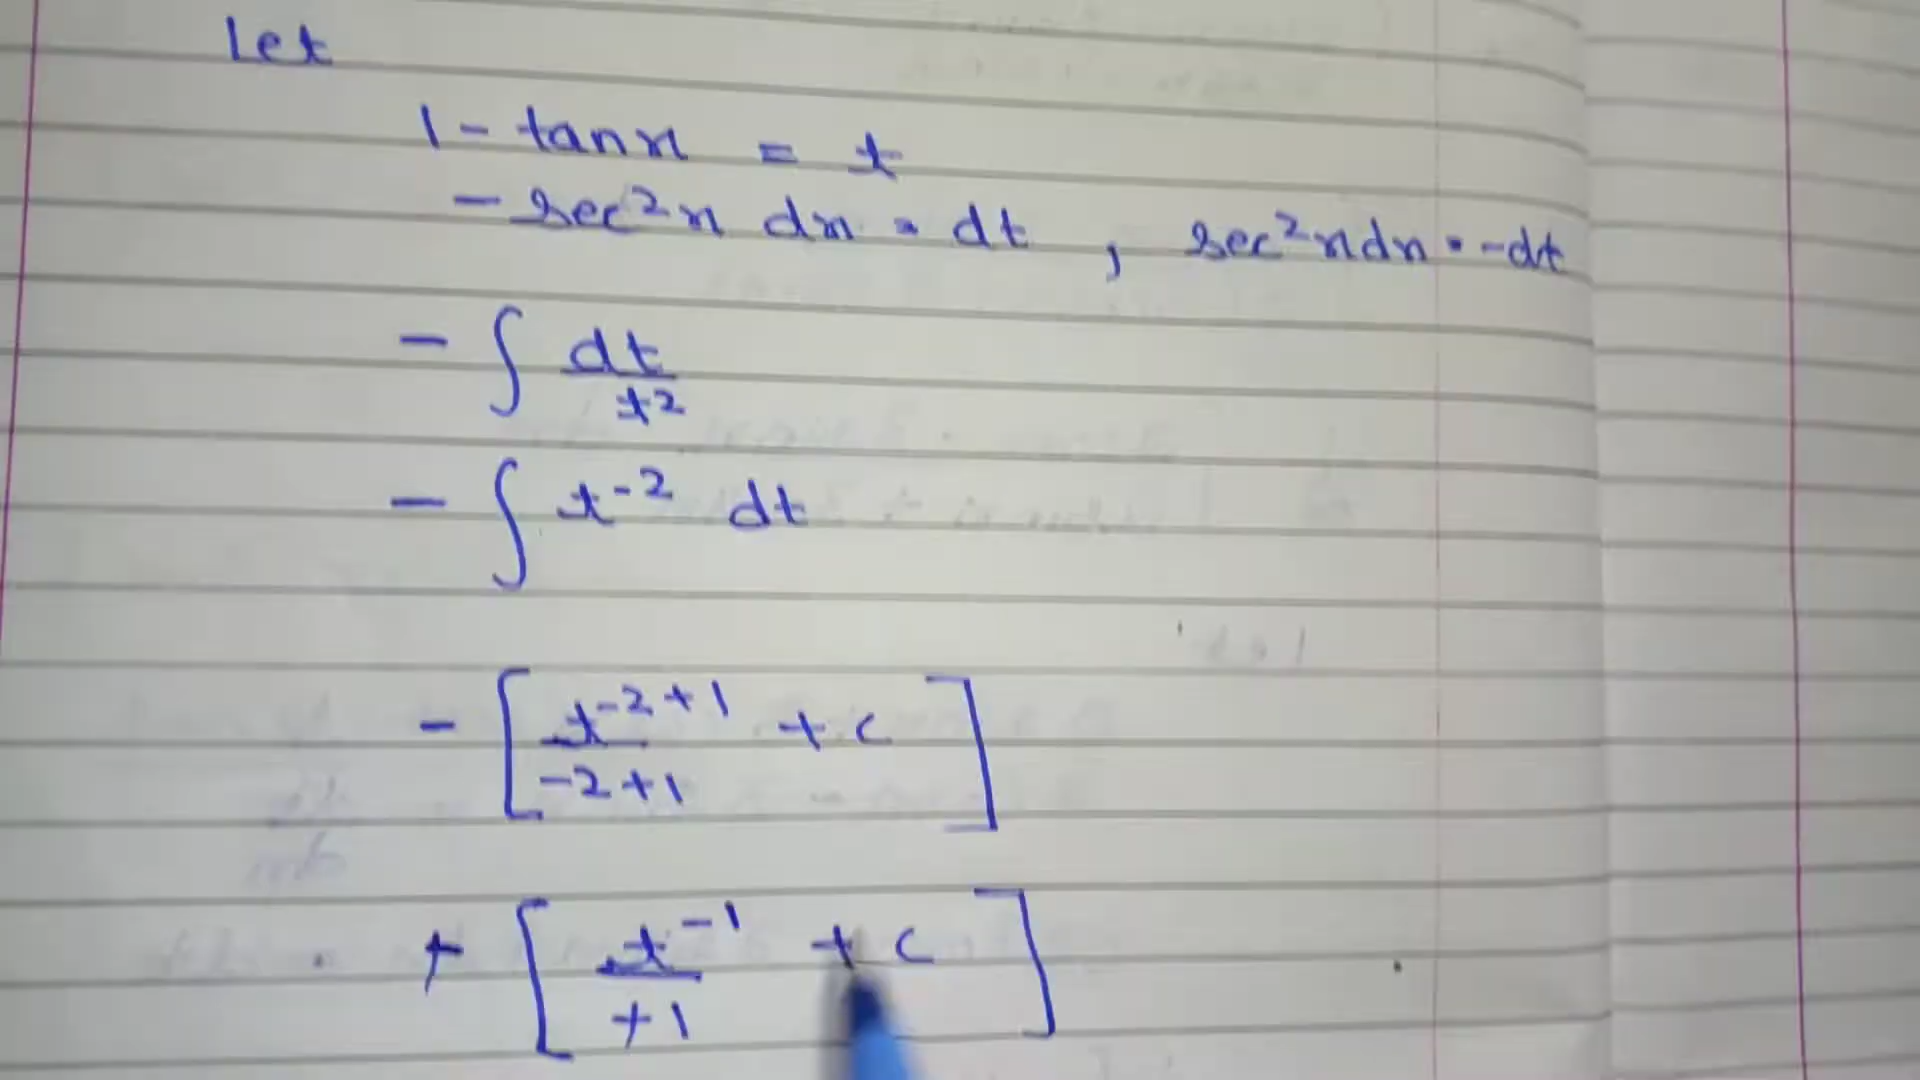 Let
1 - tanx = t
- sec²x dx = dt , sec²x dx = -dt
- ∫ dt/t²
- ∫ t⁻² dt
- [ t⁻²⁺¹/-2+1 + c ]
+ [ t⁻¹/+1 + c ]